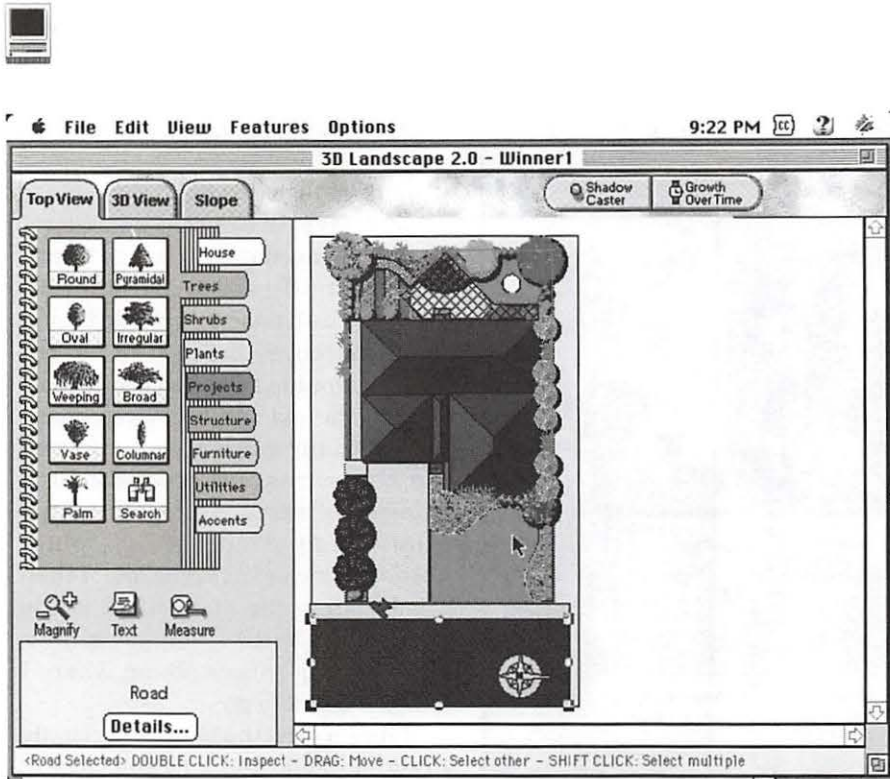 File Edit View Features Options 9:22 PM
3D Landscape 2.0 - Winner1
Top View 3D View Slope Shadow Caster Growth Over Time
House
Round Pyramidal
Trees
Shrubs
Oval Irregular
Plants
Projects
Weeping Broad
Structure
Furniture
Vase Columnar
Utilities
Palm Search
Accents
Magnify Text Measure
Road
Details...
<Road Selected> DOUBLE CLICK: Inspect - DRAG: Move - CLICK: Select other - SHIFT CLICK: Select multiple